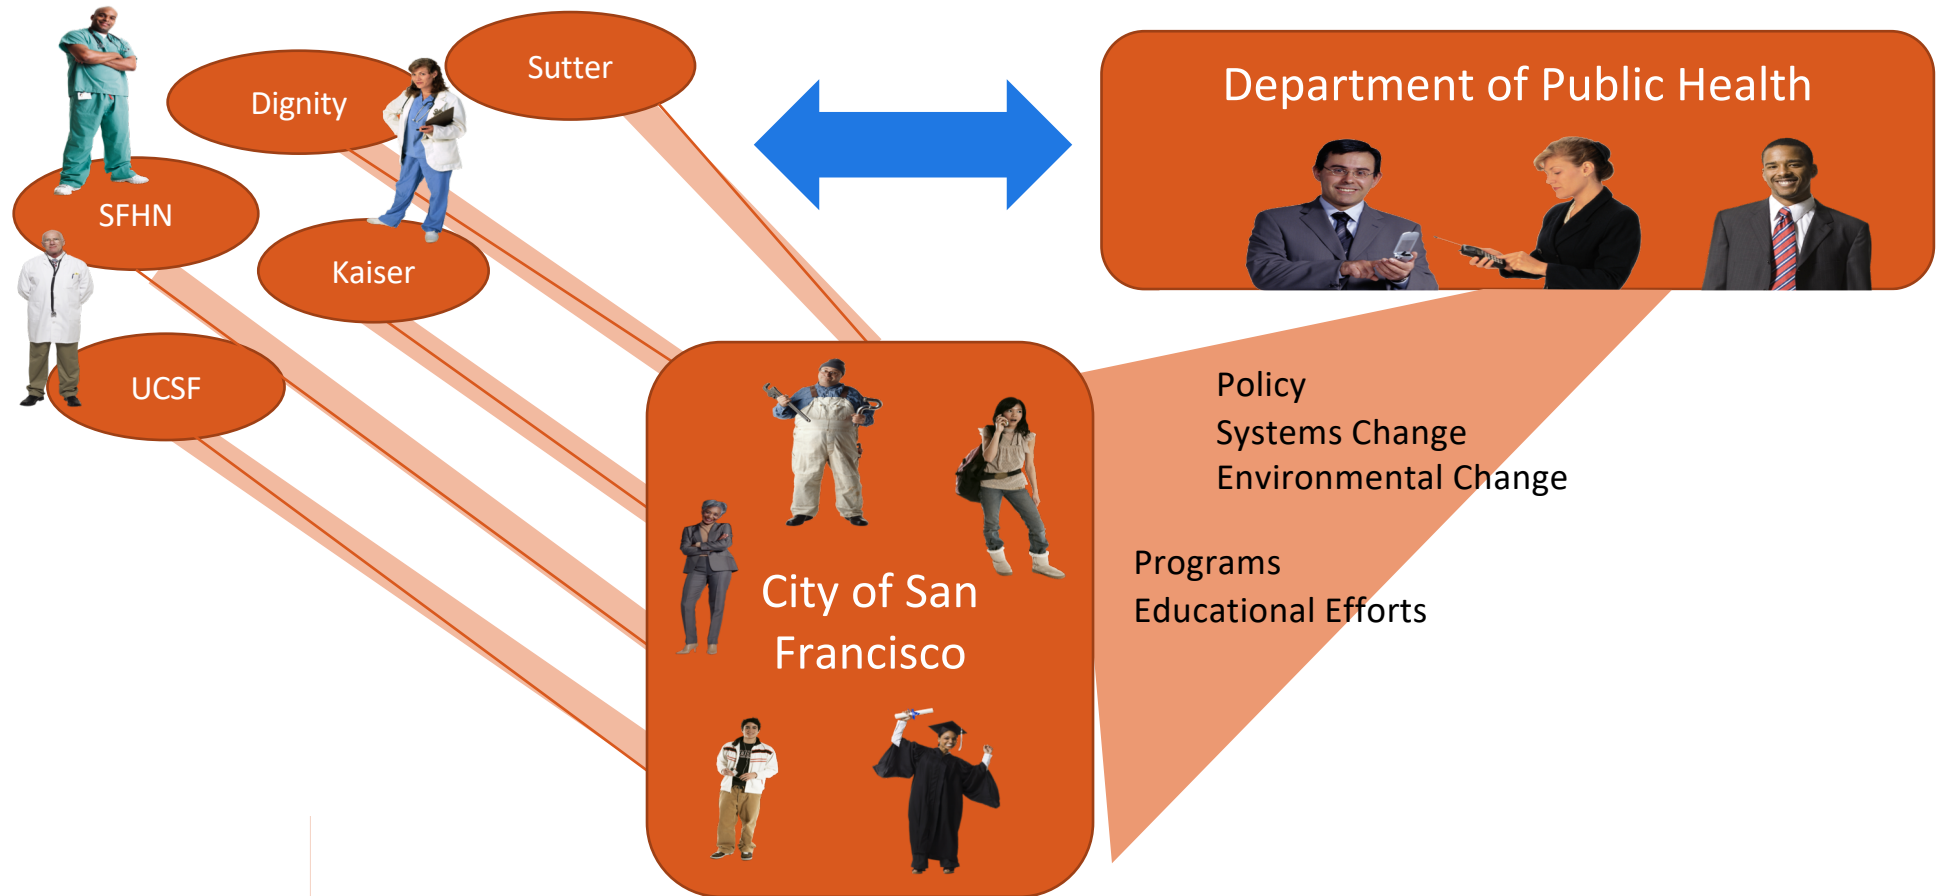 Sutter
Dignity
SFHN
Kaiser
UCSF
Department of Public Health
Policy
Systems Change
Environmental Change
Programs
Educational Efforts
City of San
Francisco